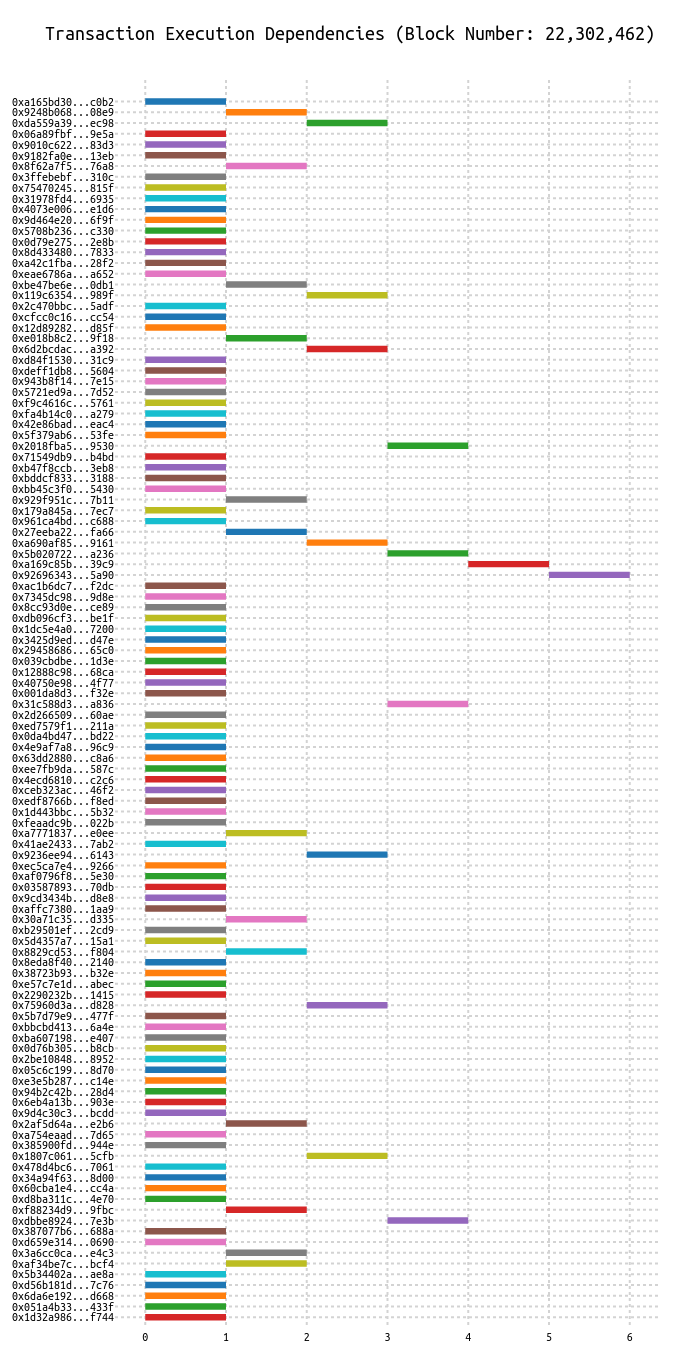 Transaction Execution Dependencies (Block Number: 22,302,462)
0xa165bd30...c0b2
0x9248b068...08e9
0xda559a39...ec98
0x06a89fbf...9e5a
0x9010c622...83d3
0x9182fa0e...13eb
0x8f62a7f5...76a8
0x3ffebebf...310c
0x75470245...815f
0x31978fd4...6935
0x4073e006...e1d6
0x9d464e20...6f9f
0x5708b236...c330
0x0d79e275...2e8b
0x8d433480...7833
0xa42c1fba...28f2
0xeae6786a...a652
0xbe47be6e...0db1
0x119c6354...989f
0x2c470bbc...5adf
0xcfcc0c16...cc54
0x12d89282...d85f
0xe018b8c2...9f18
0x6d2bcdac...a392
0xd84f1530...31c9
0xdeff1db8...5604
0x943b8f14...7e15
0x5721ed9a...7d52
0xf9c4616c...5761
0xfa4b14c0...a279
0x42e86bad...eac4
0x5f379ab6...53fe
0x2018fba5...9530
0x71549db9...b4bd
0xb47f8ccb...3eb8
0xbddcf833...3188
0xbb45c3f0...5430
0x929f951c...7b11
0x179a845a...7ec7
0x961ca4bd...c688
0x27eeba22...fa66
0xa690af85...9161
0x5b020722...a236
0xa169c85b...39c9
0x92696343...5a90
0xac1b6dc7...f2dc
0x7345dc98...9d8e
0x8cc93d0e...ce89
0xdb096cf3...be1f
0x1dc5e4a0...7200
0x3425d9ed...d47e
0x29458686...65c0
0x039cbdbe...1d3e
0x12888c98...68ca
0x40750e98...4f77
0x001da8d3...f32e
0x31c588d3...a836
0x2d266509...60ae
0xed7579f1...211a
0x0da4bd47...bd22
0x4e9af7a8...96c9
0x63dd2880...c8a6
0xee7fb9da...587c
0x4ecd6810...c2c6
0xceb323ac...46f2
0xedf8766b...f8ed
0x1d443bbc...5b32
0xfeaadc9b...022b
0xa7771837...e0ee
0x41ae2433...7ab2
0x9236ee94...6143
0xec5ca7e4...9266
0xaf0796f8...5e30
0x03587893...70db
0x9cd3434b...d8e8
0xaffc7380...1aa9
0x30a71c35...d335
0xb29501ef...2cd9
0x5d4357a7...15a1
0x8829cd53...f804
0x8eda8f40...2140
0x38723b93...b32e
0xe57c7e1d...abec
0x2290232b...1415
0x75960d3a...d828
0x5b7d79e9...477f
0xbbcbd413...6a4e
0xba607198...e407
0x0d76b305...b8cb
0x2be10848...8952
0x05c6c199...8d70
0xe3e5b287...c14e
0x94b2c42b...28d4
0x6eb4a13b...903e
0x9d4c30c3...bcdd
0x2af5d64a...e2b6
0xa754eaad...7d65
0x385900fd...944e
0x1807c061...5cfb
0x478d4bc6...7061
0x34a94f63...8d00
0x60cba1e4...cc4a
0xd8ba311c...4e70
0xf88234d9...9fbc
0xdbbe8924...7e3b
0x387077b6...688a
0xd659e314...0690
0x3a6cc0ca...e4c3
0xaf34be7c...bcf4
0x5b34402a...ae8a
0xd56b181d...7c76
0x6da6e192...d668
0x051a4b33...433f
0x1d32a986...f744
0 1 2 3 4 5 6